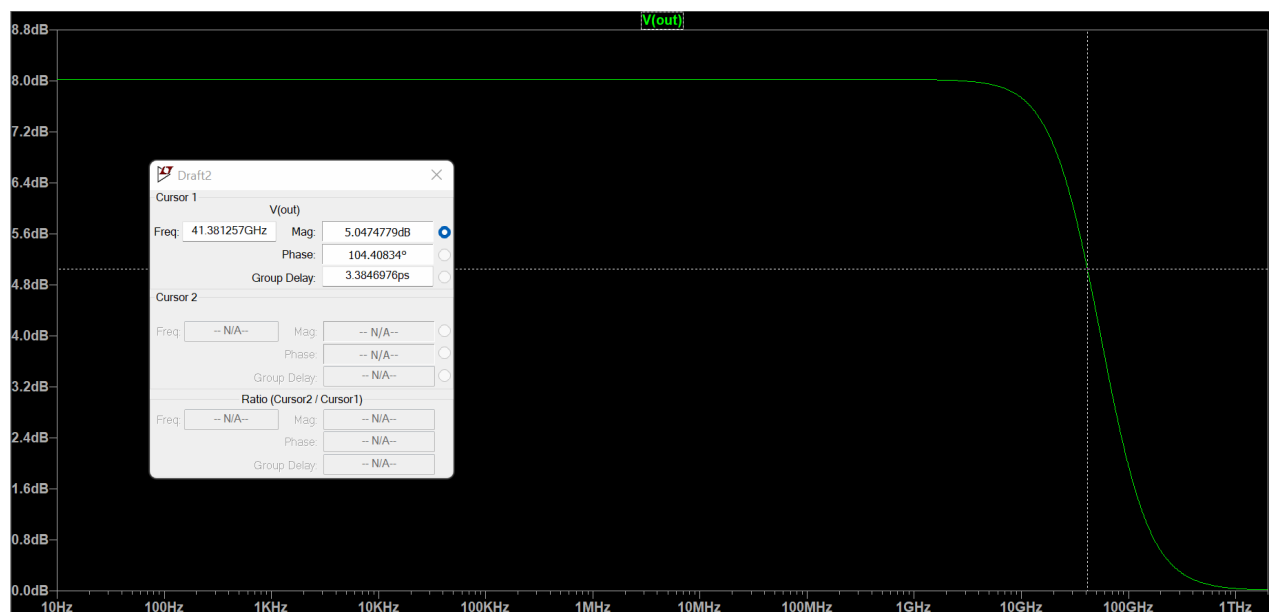 V(out)
8.8dB
8.0dB
7.2dB
6.4dB
5.6dB
4.8dB
4.0dB
3.2dB
2.4dB
1.6dB
0.8dB
0.0dB
Draft2
Cursor 1
V(out)
Freq: 41.381257GHz Mag: 5.0474779dB
Phase: 104.40834°
Group Delay: 3.3846976ps
Cursor 2
Freq: -- N/A-- Mag: -- N/A--
Phase: -- N/A--
Group Delay: -- N/A--
Ratio (Cursor2 / Cursor1)
Freq: -- N/A-- Mag: -- N/A--
Phase: -- N/A--
Group Delay: -- N/A--
10Hz 100Hz 1KHz 10KHz 100KHz 1MHz 10MHz 100MHz 1GHz 10GHz 100GHz 1THz